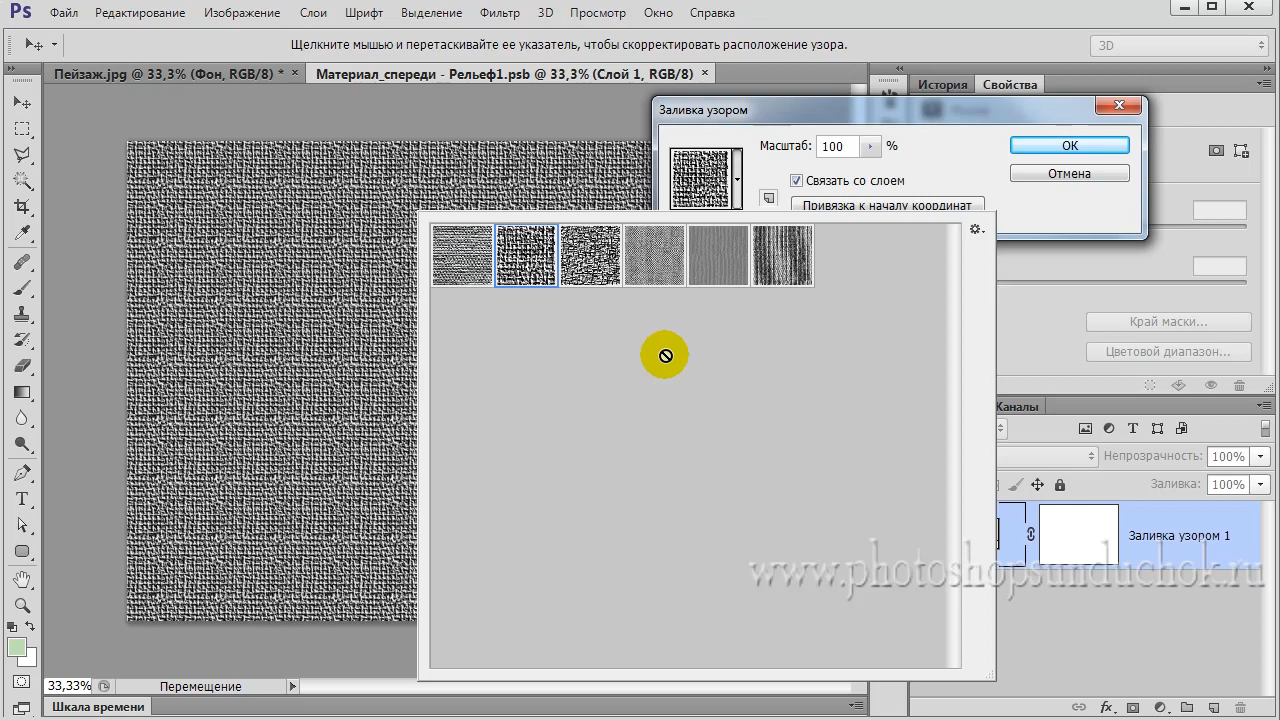 Ps Файл Редактирование Изображение Слои Шрифт Выделение Фильтр 3D Просмотр Окно Справка
Щелкните мышью и перетаскивайте ее указатель, чтобы скорректировать расположение узора. 3D
Пейзаж.jpg @ 33,3% (Фон, RGB/8) * × Материал_спереди - Рельеф1.psb @ 33,3% (Слой 1, RGB/8) ×
История Свойства
Заливка узором
Масштаб: 100 %
OK
Связать со слоем
Отмена
Привязка к началу координат
Край маски...
Цветовой диапазон...
Каналы
Непрозрачность: 100%
Заливка: 100%
Заливка узором 1
www.photoshopsunduchok.ru
33,33% Перемещение
Шкала времени